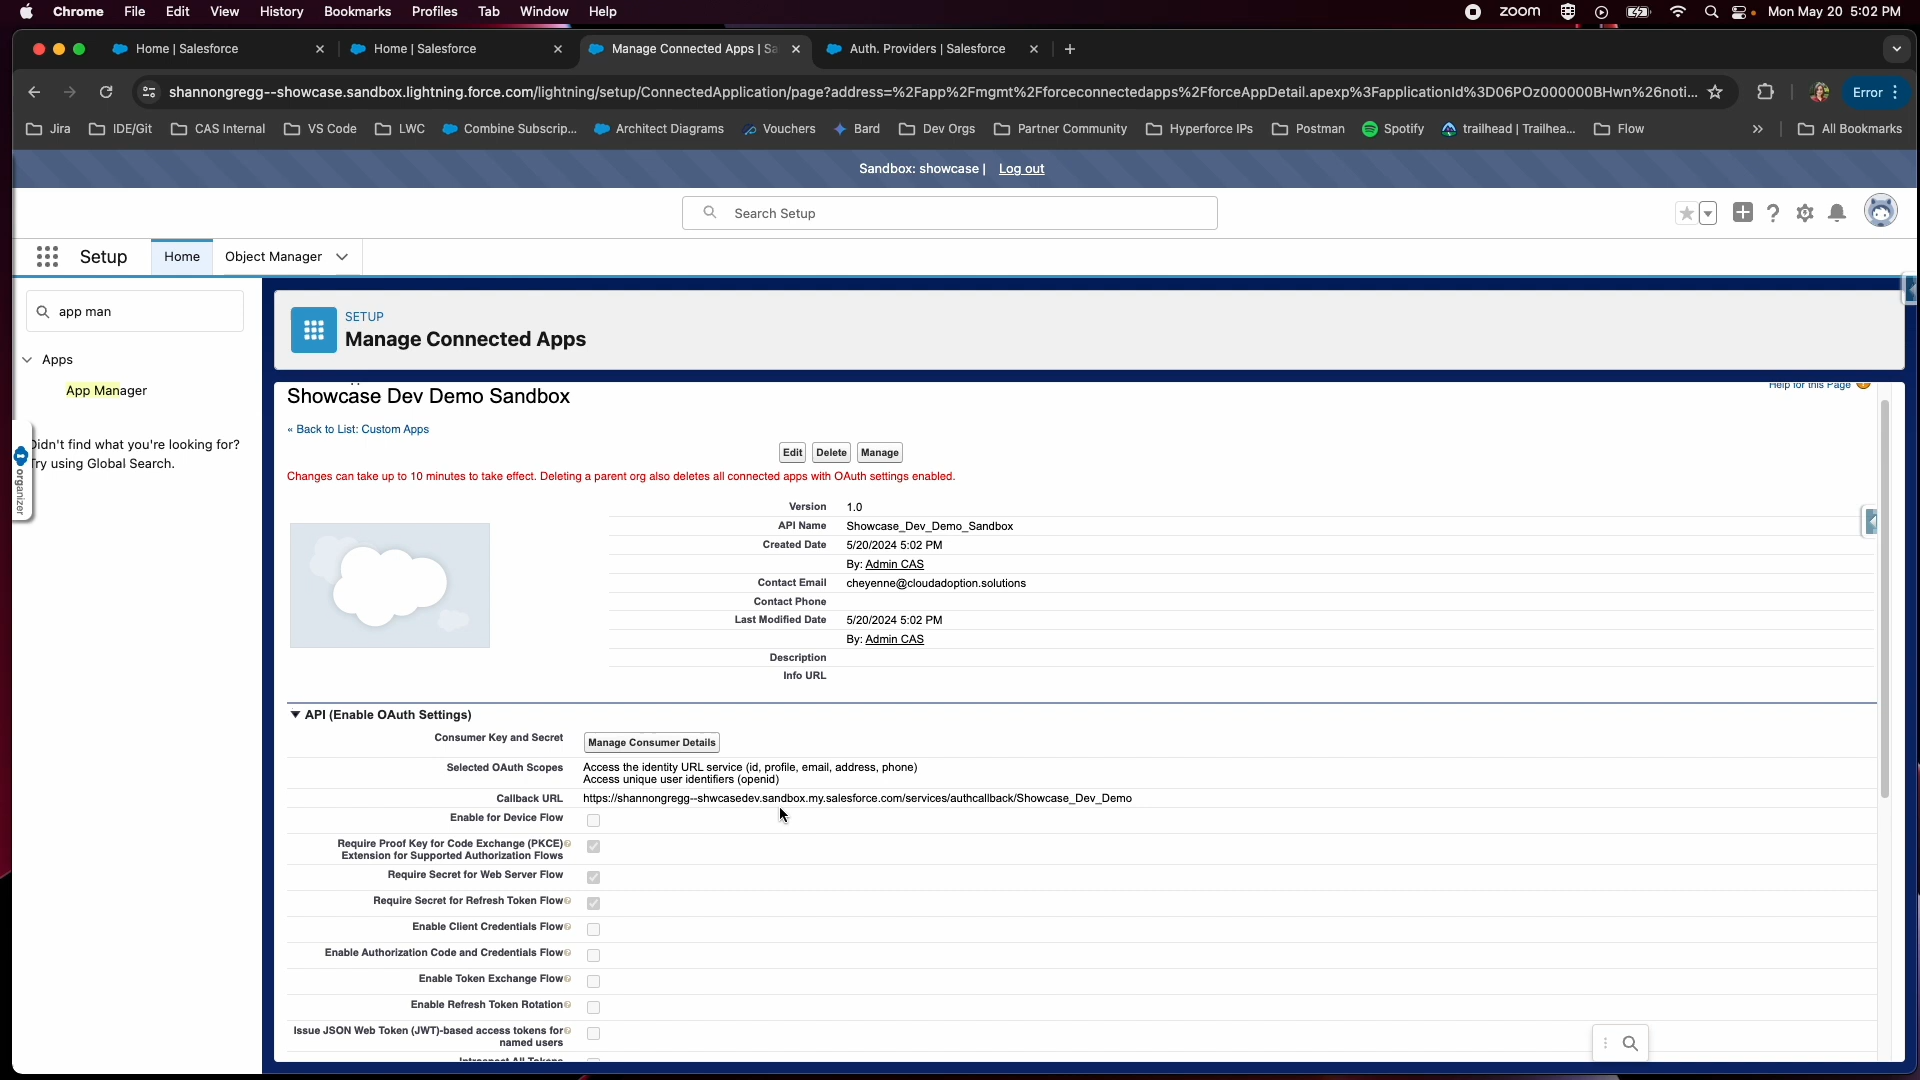 Chrome File Edit View History Bookmarks Profiles Tab Window Help zoom Mon May 20 5:02 PM
Home | Salesforce Home | Salesforce Manage Connected Apps | Sa Auth. Providers | Salesforce
shannongregg--showcase.sandbox.lightning.force.com/lightning/setup/ConnectedApplication/page?address=%2Fapp%2Fmgmt%2Fforceconnectedapps%2FforceAppDetail.apexp%3FapplicationId%3D06POz000000BHwn%26noti... Error
Jira IDE/Git CAS Internal VS Code LWC Combine Subscrip... Architect Diagrams Vouchers Bard Dev Orgs Partner Community Hyperforce IPs Postman Spotify trailhead | Trailhea... Flow » All Bookmarks
Sandbox: showcase | Log out
Search Setup
Setup Home Object Manager
app man
Apps
App Manager
Didn't find what you're looking for?
Try using Global Search.
organizer
SETUP
Manage Connected Apps
Help for this Page
Showcase Dev Demo Sandbox
« Back to List: Custom Apps
Edit Delete Manage
Changes can take up to 10 minutes to take effect. Deleting a parent org also deletes all connected apps with OAuth settings enabled.
Version 1.0
API Name Showcase_Dev_Demo_Sandbox
Created Date 5/20/2024 5:02 PM
By: Admin CAS
Contact Email cheyenne@cloudadoption.solutions
Contact Phone
Last Modified Date 5/20/2024 5:02 PM
By: Admin CAS
Description
Info URL
API (Enable OAuth Settings)
Consumer Key and Secret Manage Consumer Details
Selected OAuth Scopes Access the identity URL service (id, profile, email, address, phone)
Access unique user identifiers (openid)
Callback URL https://shannongregg--shwcasedev.sandbox.my.salesforce.com/services/authcallback/Showcase_Dev_Demo
Enable for Device Flow
Require Proof Key for Code Exchange (PKCE)
Extension for Supported Authorization Flows
Require Secret for Web Server Flow
Require Secret for Refresh Token Flow
Enable Client Credentials Flow
Enable Authorization Code and Credentials Flow
Enable Token Exchange Flow
Enable Refresh Token Rotation
Issue JSON Web Token (JWT)-based access tokens for
named users
Introspect All Tokens